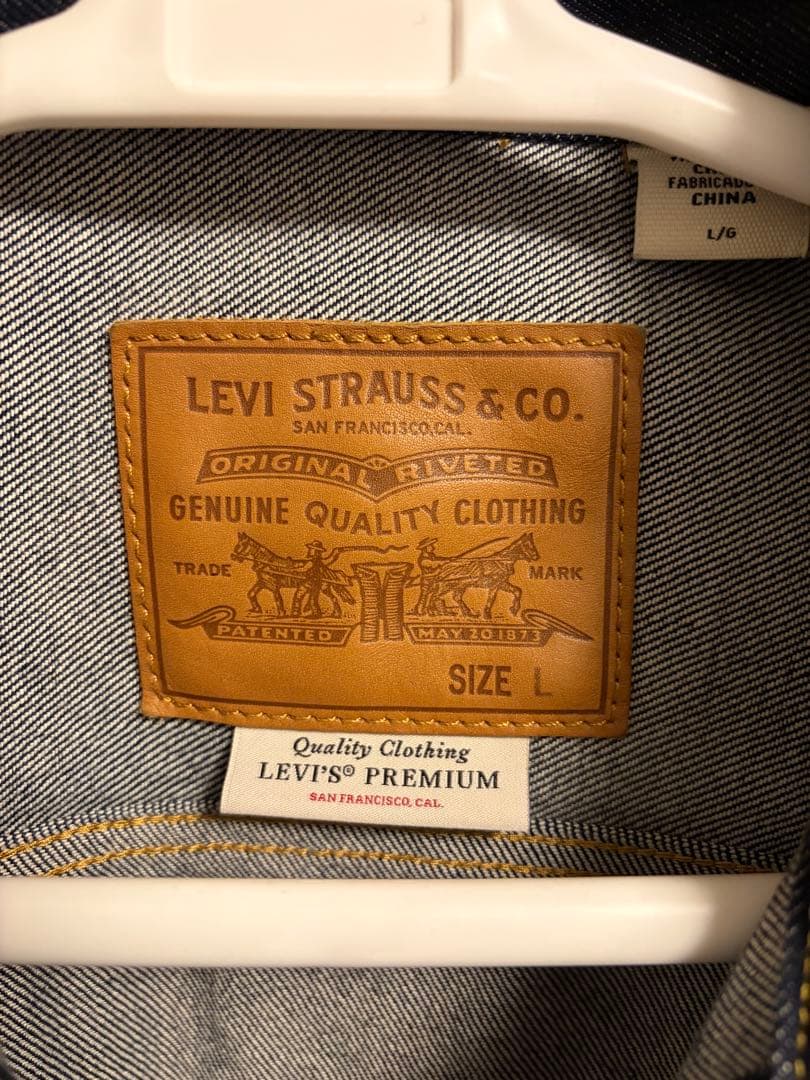 FABRICADO
CHINA
L/G
LEVI STRAUSS & CO.
SAN FRANCISCO, CAL.
ORIGINAL RIVETED
GENUINE QUALITY CLOTHING
TRADE MARK
PATENTED MAY 20 1873
SIZE L
Quality Clothing
LEVI'S® PREMIUM
SAN FRANCISCO, CAL.